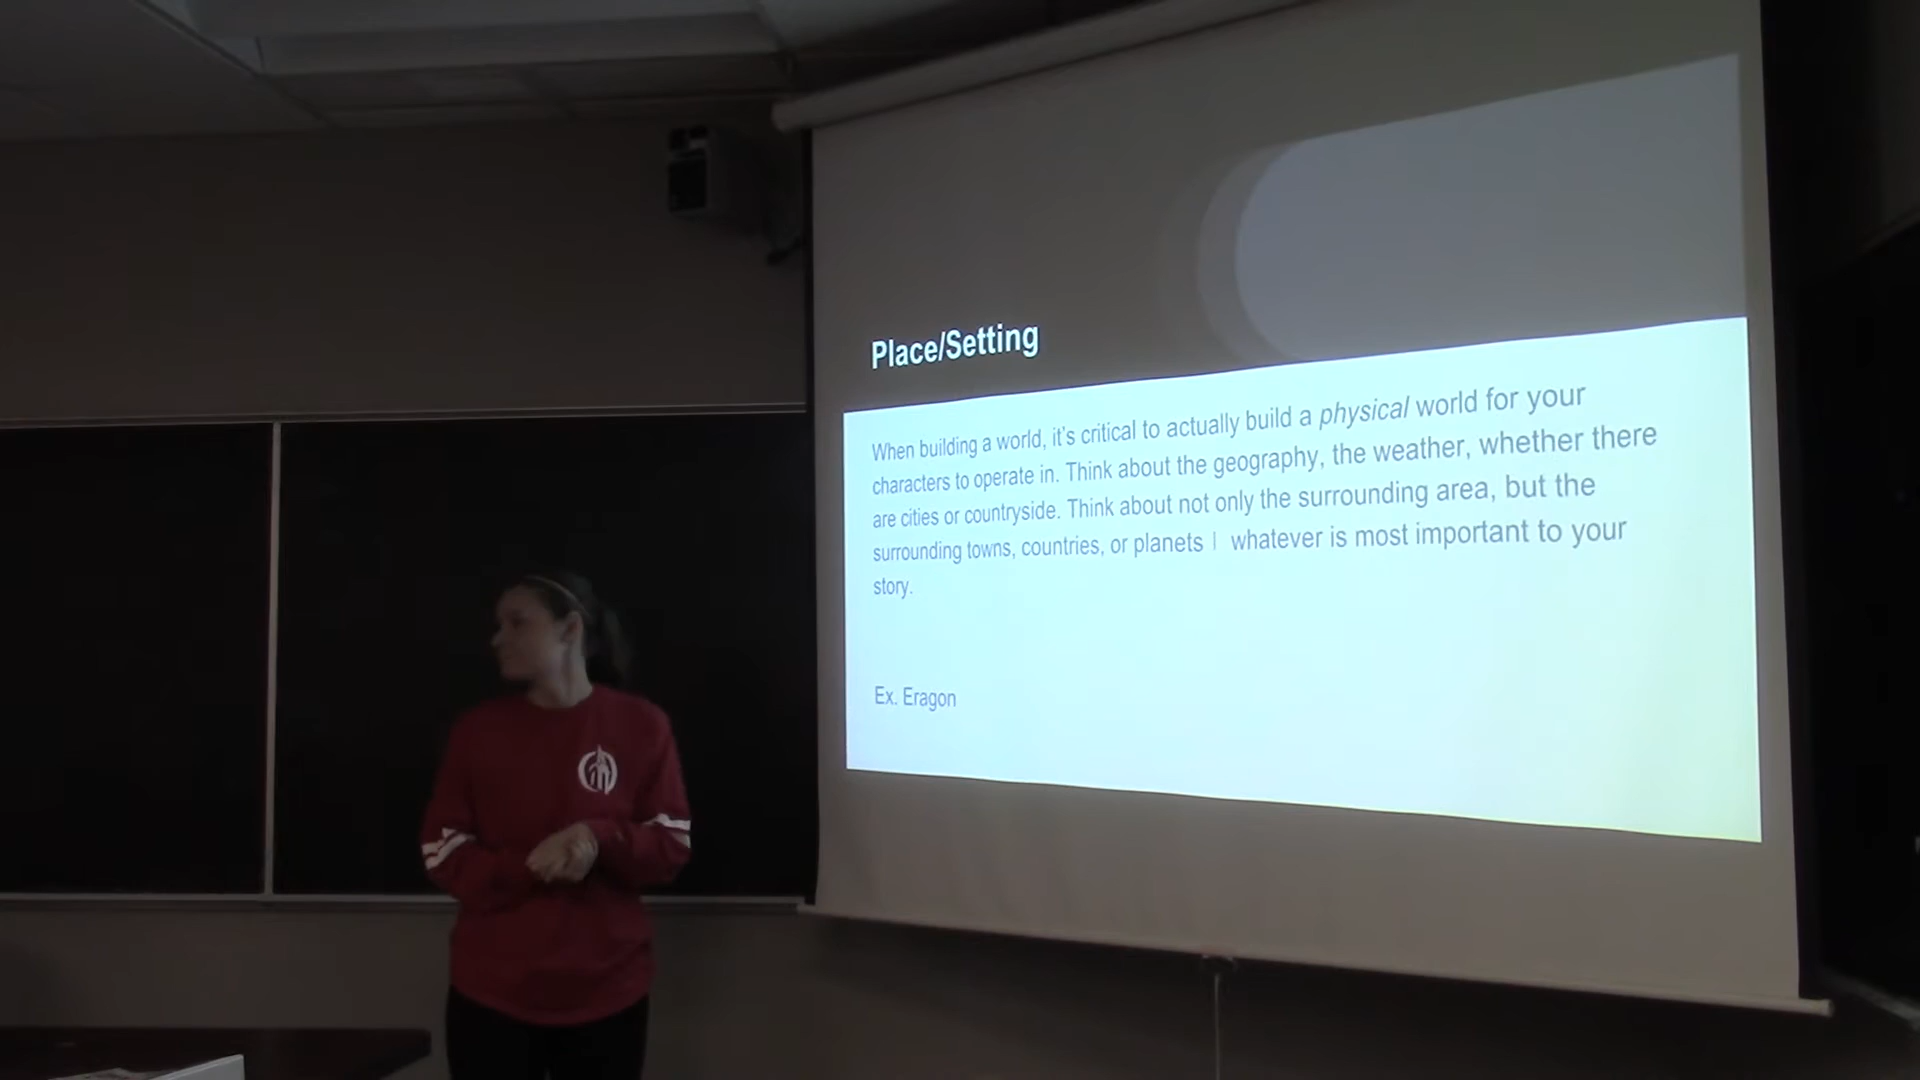 Place/Setting
When building a world, it's critical to actually build a physical world for your
characters to operate in. Think about the geography, the weather, whether there
are cities or countryside. Think about not only the surrounding area, but the
surrounding towns, countries, or planets | whatever is most important to your
story.
Ex. Eragon